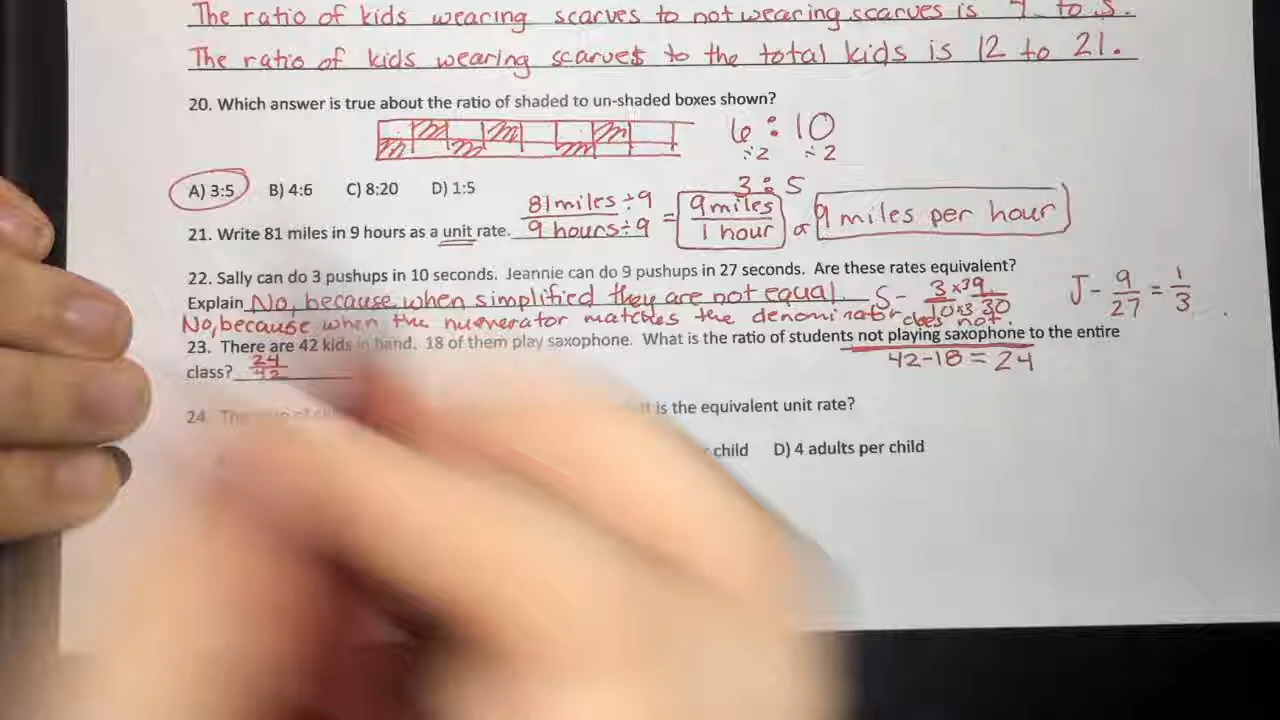 The ratio of kids wearing scarves to not wearing scarves is to
The ratio of kids wearing scarves to the total kids is 12 to 21.
20. Which answer is true about the ratio of shaded to un-shaded boxes shown?
6 : 10
÷2 ÷2
3 : 5
A) 3:5 B) 4:6 C) 8:20 D) 1:5
21. Write 81 miles in 9 hours as a unit rate. 81 miles ÷ 9 / 9 hours ÷ 9 = 9 miles / 1 hour or 9 miles per hour
22. Sally can do 3 pushups in 10 seconds. Jeannie can do 9 pushups in 27 seconds. Are these rates equivalent?
Explain No, because when simplified they are not equal. S - 3 x3 9 / 10 x3 30 J - 9/27 = 1/3
No, because when the numerator matches the denominator does not.
23. There are 42 kids in band. 18 of them play saxophone. What is the ratio of students not playing saxophone to the entire
42-18 = 24
class? 24/42
24. is the equivalent unit rate?
child D) 4 adults per child